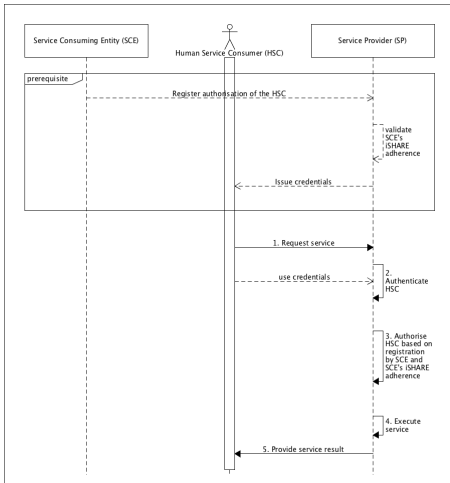 Service Consuming Entity (SCE)
Human Service Consumer (HSC)
Service Provider (SP)
prerequisite
Register authorisation of the HSC
validate
SCE's
iSHARE
adherence
Issue credentials
1. Request service
use credentials
2.
Authenticate
HSC
3. Authorise
HSC based on
registration
by SCE and
SCE's iSHARE
adherence
4. Execute
service
5. Provide service result